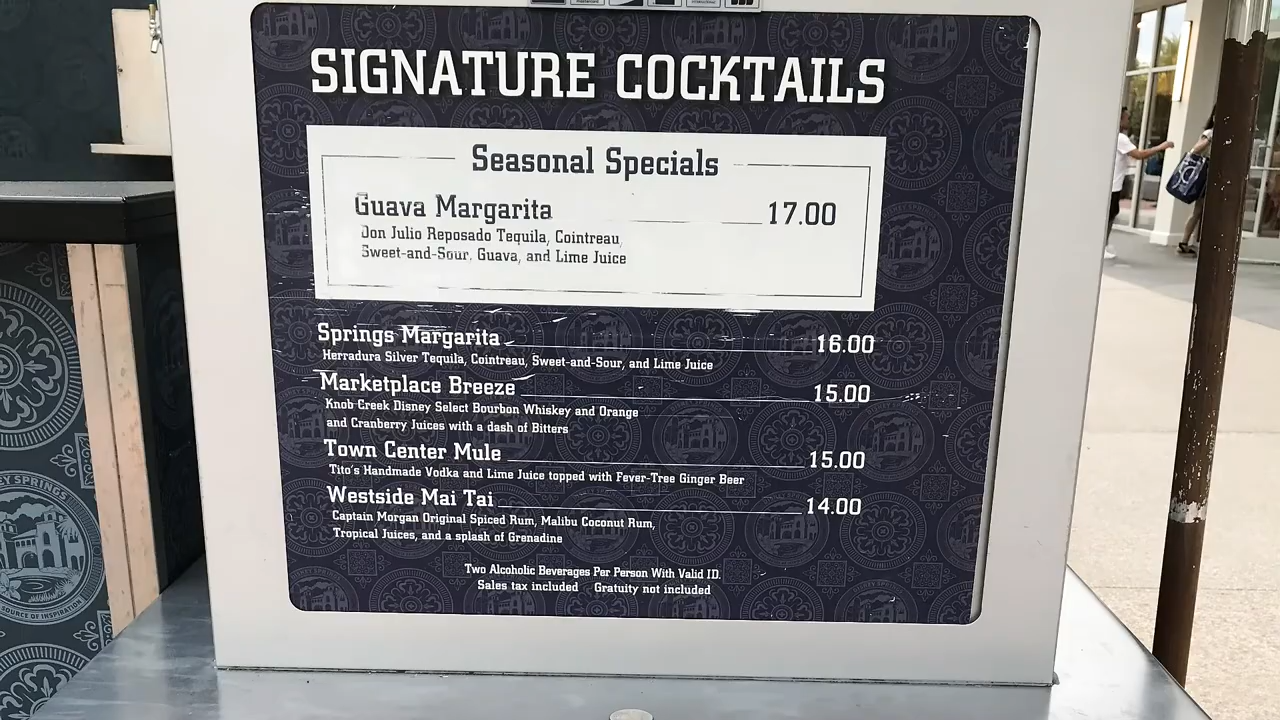 SIGNATURE COCKTAILS
Seasonal Specials
Guava Margarita 17.00
Don Julio Reposado Tequila, Cointreau,
Sweet-and-Sour, Guava, and Lime Juice
Springs Margarita 16.00
Herradura Silver Tequila, Cointreau, Sweet-and-Sour, and Lime Juice
Marketplace Breeze 15.00
Knob Creek Disney Select Bourbon Whiskey and Orange
and Cranberry Juices with a dash of Bitters
Town Center Mule 15.00
Tito's Handmade Vodka and Lime Juice topped with Fever-Tree Ginger Beer
Westside Mai Tai 14.00
Captain Morgan Original Spiced Rum, Malibu Coconut Rum,
Tropical Juices, and a splash of Grenadine
Two Alcoholic Beverages Per Person With Valid ID.
Sales tax included Gratuity not included
SPRINGS
SOURCE OF INSPIRATION